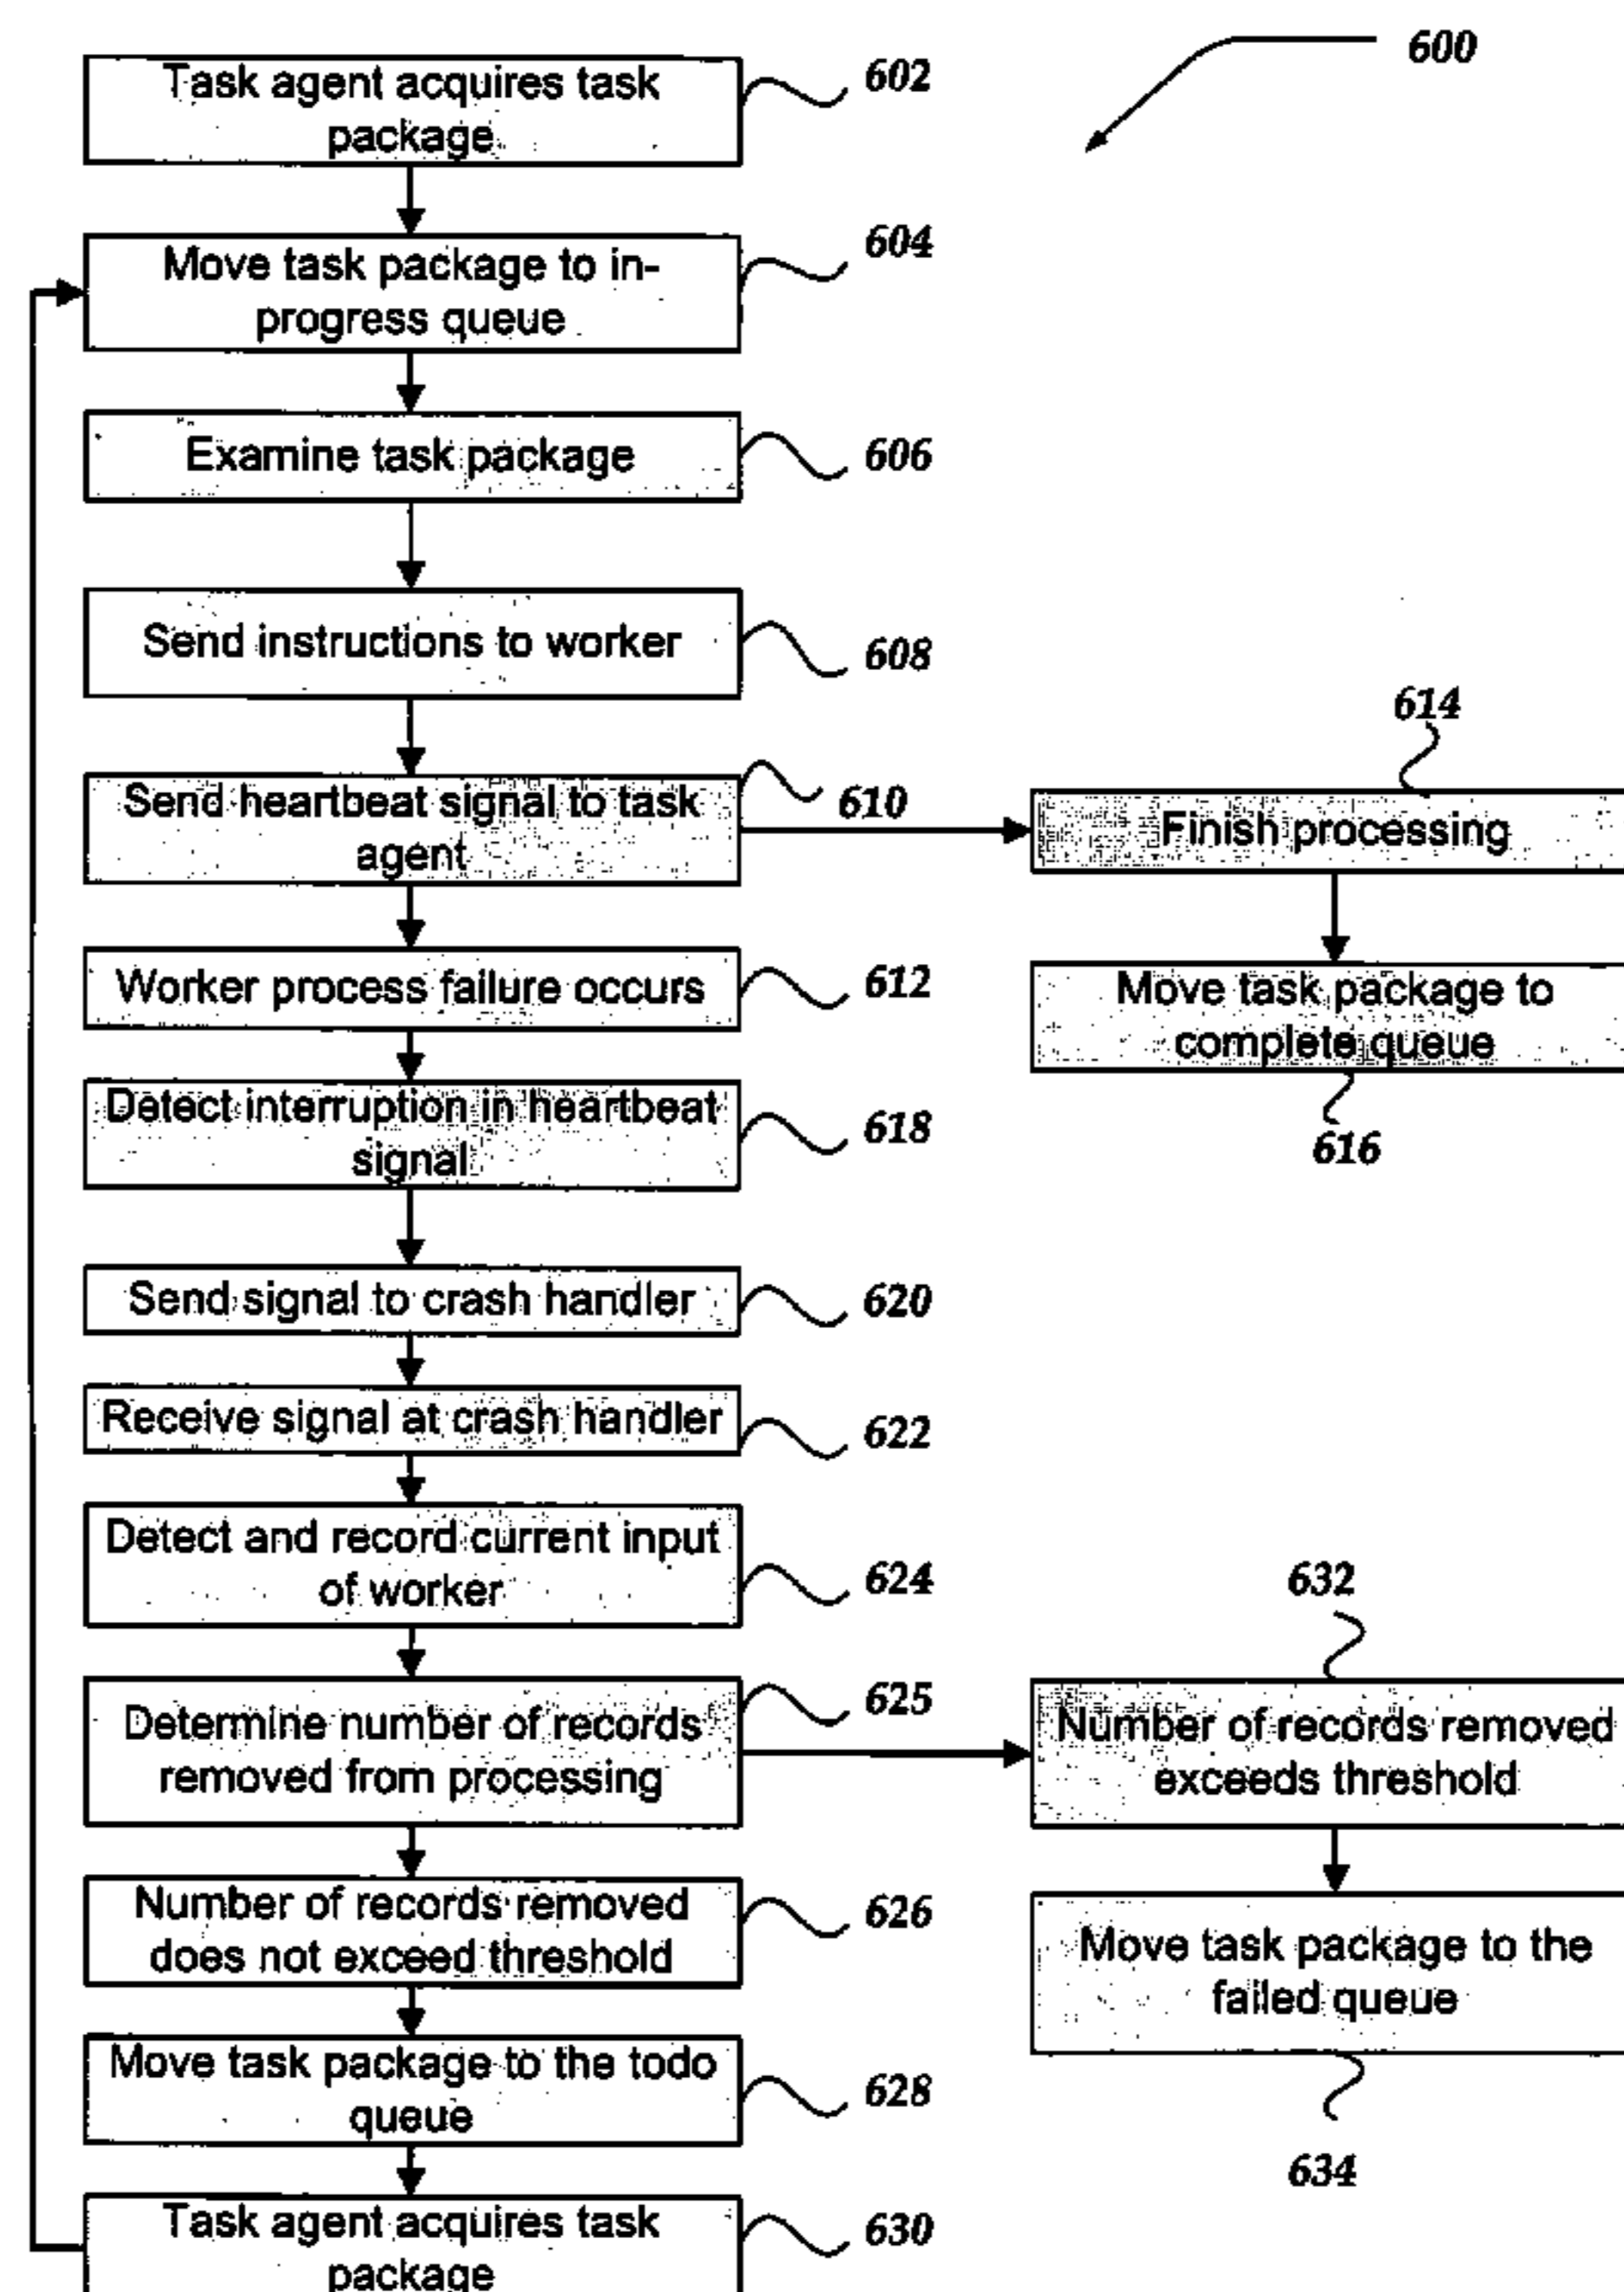 600
Task agent acquires task
package
602
Move task package to in-
progress queue
604
Examine task package
606
Send instructions to worker
608
Send heartbeat signal to task
agent
610
614
Finish processing
Move task package to
complete queue
616
Worker process failure occurs
612
Detect interruption in heartbeat
signal
618
Send signal to crash handler
620
Receive signal at crash handler
622
Detect and record current input
of worker
624
Determine number of records
removed from processing
625
632
Number of records removed
exceeds threshold
Move task package to the
failed queue
634
Number of records removed
does not exceed threshold
626
Move task package to the todo
queue
628
Task agent acquires task
package
630